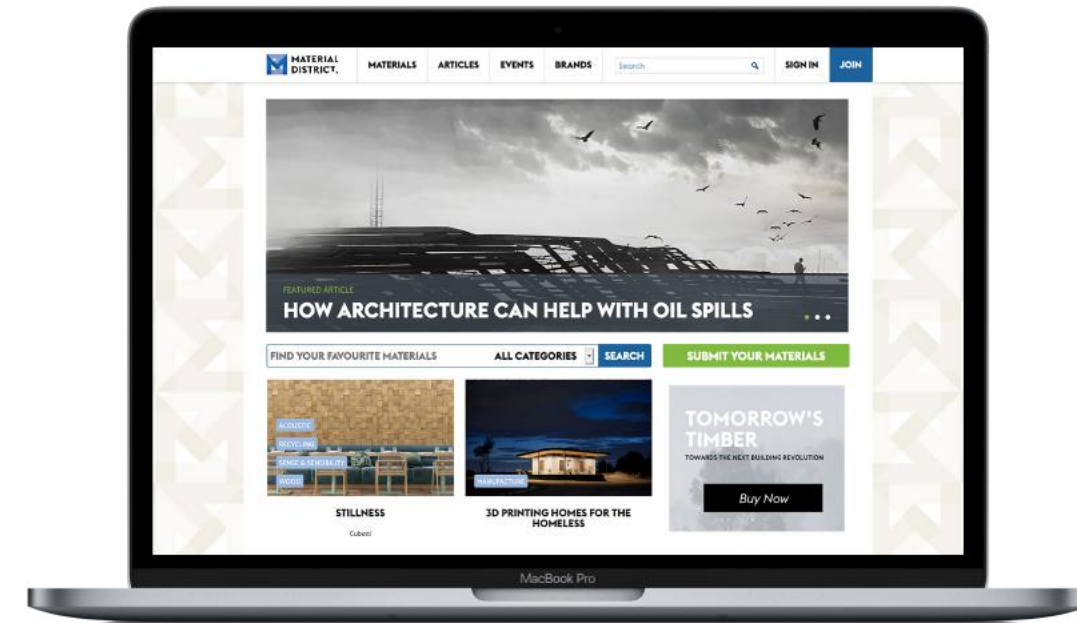 MATERIAL
DISTRICT.
MATERIALS
ARTICLES
EVENTS
BRANDS
Search
SIGN IN
JOIN
FEATURED ARTICLE
HOW ARCHITECTURE CAN HELP WITH OIL SPILLS
FIND YOUR FAVOURITE MATERIALS
ALL CATEGORIES
SEARCH
SUBMIT YOUR MATERIALS
ACOUSTIC
RECYCLING
SENSE & SENSIBILITY
WOOD
STILLNESS
MANUFACTURE
3D PRINTING HOMES FOR THE
HOMELESS
TOMORROW'S
TIMBER
TOWARDS THE NEXT BUILDING REVOLUTION
Buy Now
MacBook Pro